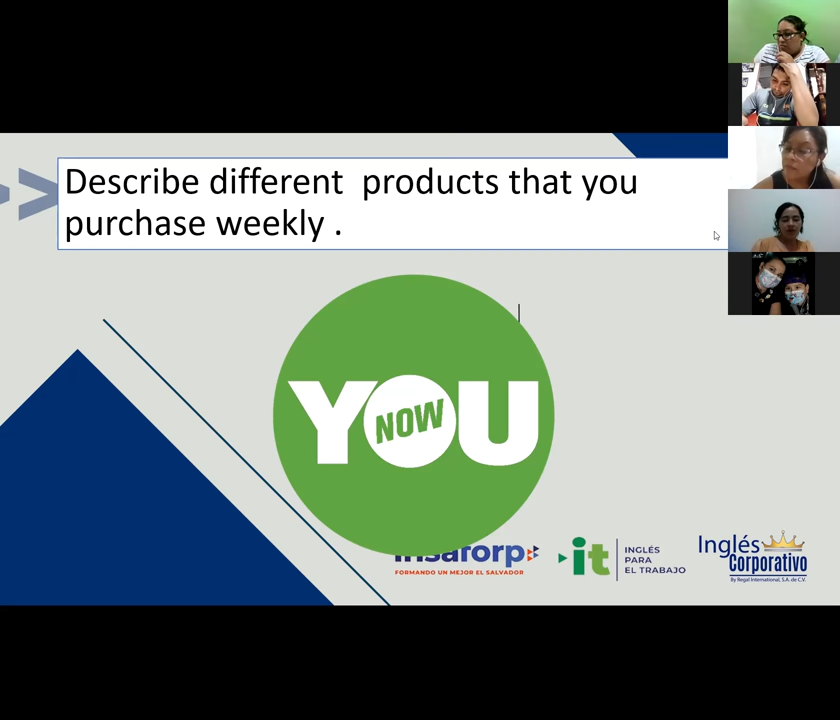 >>
Describe different products that you
purchase weekly .
YOU
NOW
insaforp
FORMANDO UN MEJOR EL SALVADOR
it
INGLÉS
PARA
EL TRABAJO
Inglés
Corporativo
By Regal International, S.A. de C.V.